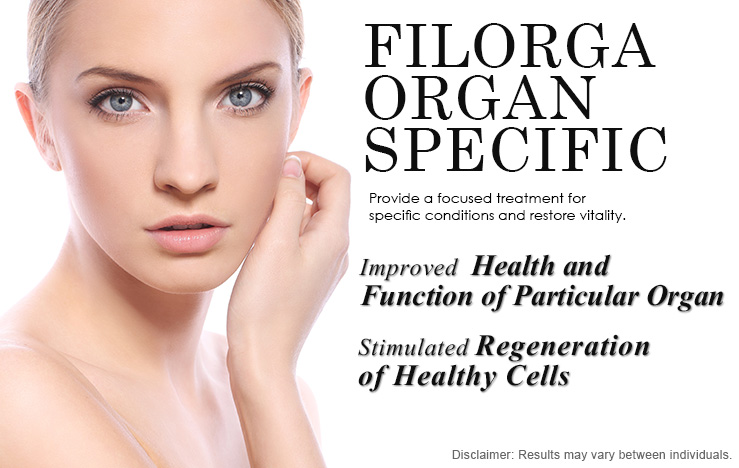 FILORGA
ORGAN
SPECIFIC
Provide a focused treatment for
specific conditions and restore vitality.
Improved Health and
Function of Particular Organ
Stimulated Regeneration
of Healthy Cells
Disclaimer: Results may vary between individuals.